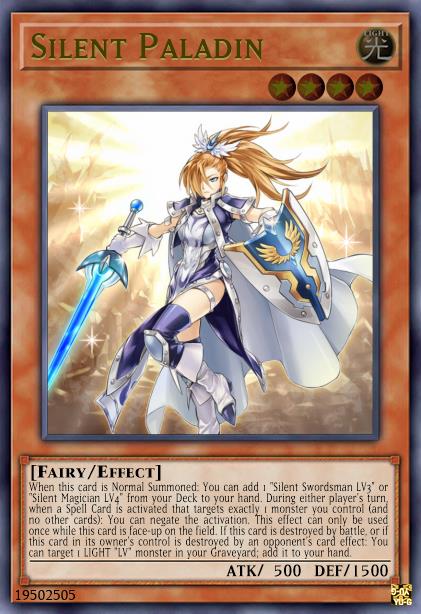 Silent Paladin
LIGHT
光
[Fairy/Effect]
When this card is Normal Summoned: You can add 1 "Silent Swordsman LV3" or
"Silent Magician LV4" from your Deck to your hand. During either player's turn,
when a Spell Card is activated that targets exactly 1 monster you control (and
no other cards): You can negate the activation. This effect can only be used
once while this card is face-up on the field. If this card is destroyed by battle, or if
this card in its owner's control is destroyed by an opponent's card effect: You
can target 1 LIGHT "LV" monster in your Graveyard; add it to your hand.
ATK/ 500 DEF/1500
19502505